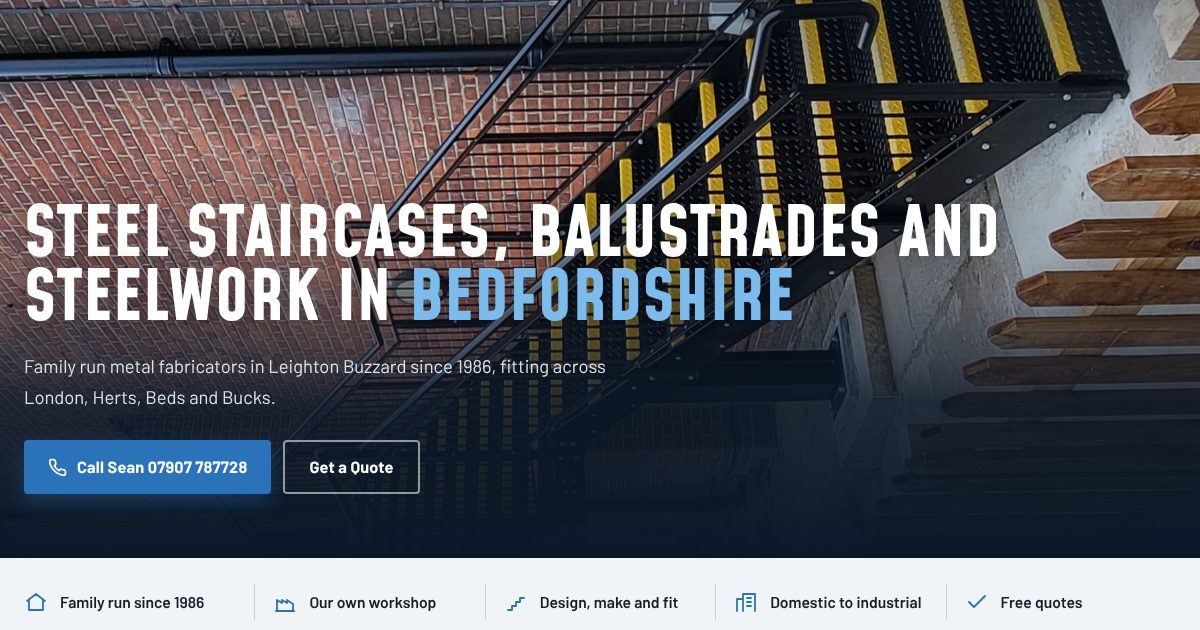 STEEL STAIRCASES, BALUSTRADES AND
STEELWORK IN BEDFORDSHIRE
Family run metal fabricators in Leighton Buzzard since 1986, fitting across
London, Herts, Beds and Bucks.
Call Sean 07907 787728
Get a Quote
Family run since 1986
Our own workshop
Design, make and fit
Domestic to industrial
Free quotes